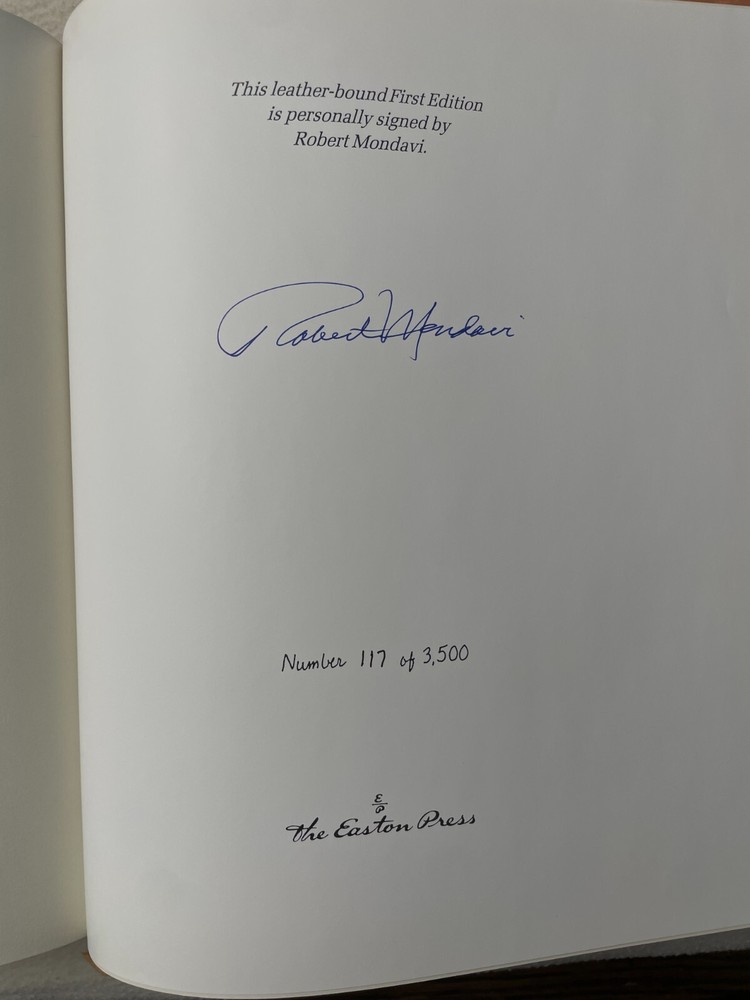 This leather-bound First Edition
is personally signed by
Robert Mondavi.
Robert Mondavi
Number 117 of 3,500
E
P
the Easton Press